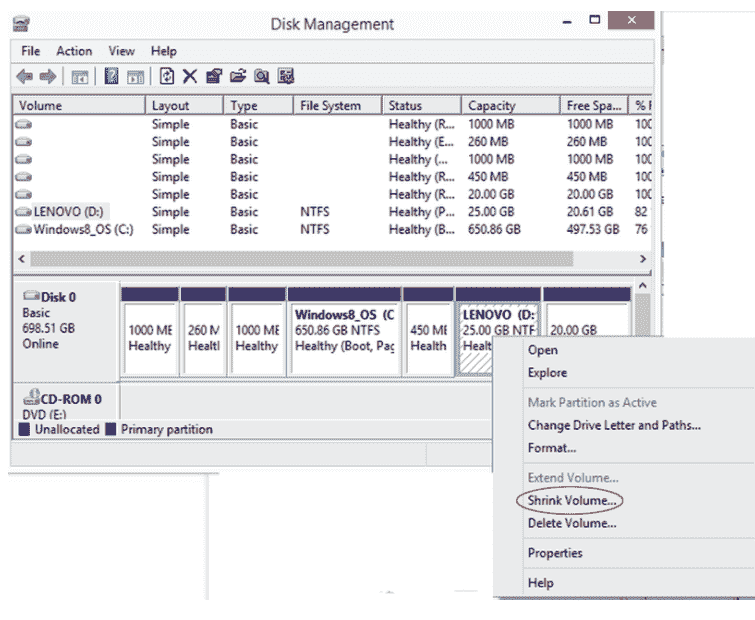 Disk Management
File Action View Help
Volume Layout Type File System Status Capacity Free Spa... %
Simple Basic Healthy (R... 1000 MB 1000 MB 100
Simple Basic Healthy (E... 260 MB 260 MB 100
Simple Basic Healthy (... 1000 MB 1000 MB 100
Simple Basic Healthy (R... 450 MB 450 MB 100
Simple Basic Healthy (R... 20.00 GB 20.00 GB 100
LENOVO (D:) Simple Basic NTFS Healthy (P... 25.00 GB 20.61 GB 82
Windows8_OS (C:) Simple Basic NTFS Healthy (B... 650.86 GB 497.53 GB 76
Disk 0
Basic
698.51 GB
Online
1000 ME
Healthy
260 M
Healtl
1000 ME
Healthy
Windows8_OS (C
650.86 GB NTFS
Healthy (Boot, Pag
450 ME
Health
LENOVO (D:
25.00 GB NTF
Healt
20.00 GB
CD-ROM 0
DVD (E:)
Unallocated Primary partition
Open
Explore
Mark Partition as Active
Change Drive Letter and Paths...
Format...
Extend Volume...
Shrink Volume...
Delete Volume...
Properties
Help